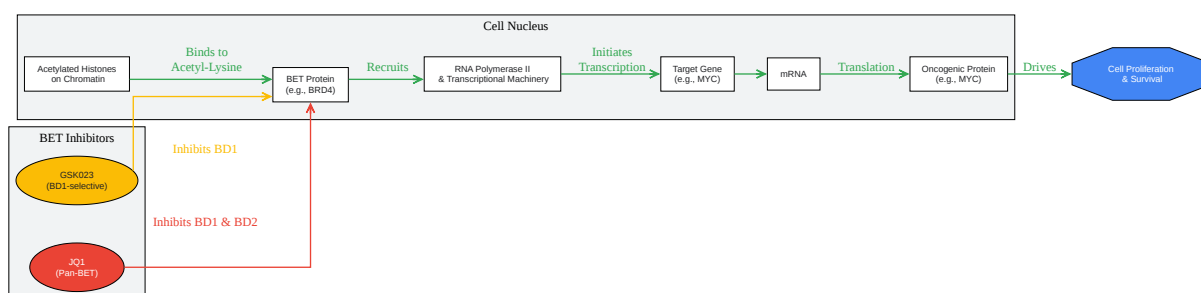 Cell Nucleus
Acetylated Histones
on Chromatin
Binds to
Acetyl-Lysine
BET Protein
(e.g., BRD4)
Recruits
RNA Polymerase II
& Transcriptional Machinery
Initiates
Transcription
Target Gene
(e.g., MYC)
mRNA
Translation
Oncogenic Protein
(e.g., MYC)
Drives
Cell Proliferation
& Survival
BET Inhibitors
GSK023
(BD1-selective)
Inhibits BD1
Inhibits BD1 & BD2
JQ1
(Pan-BET)